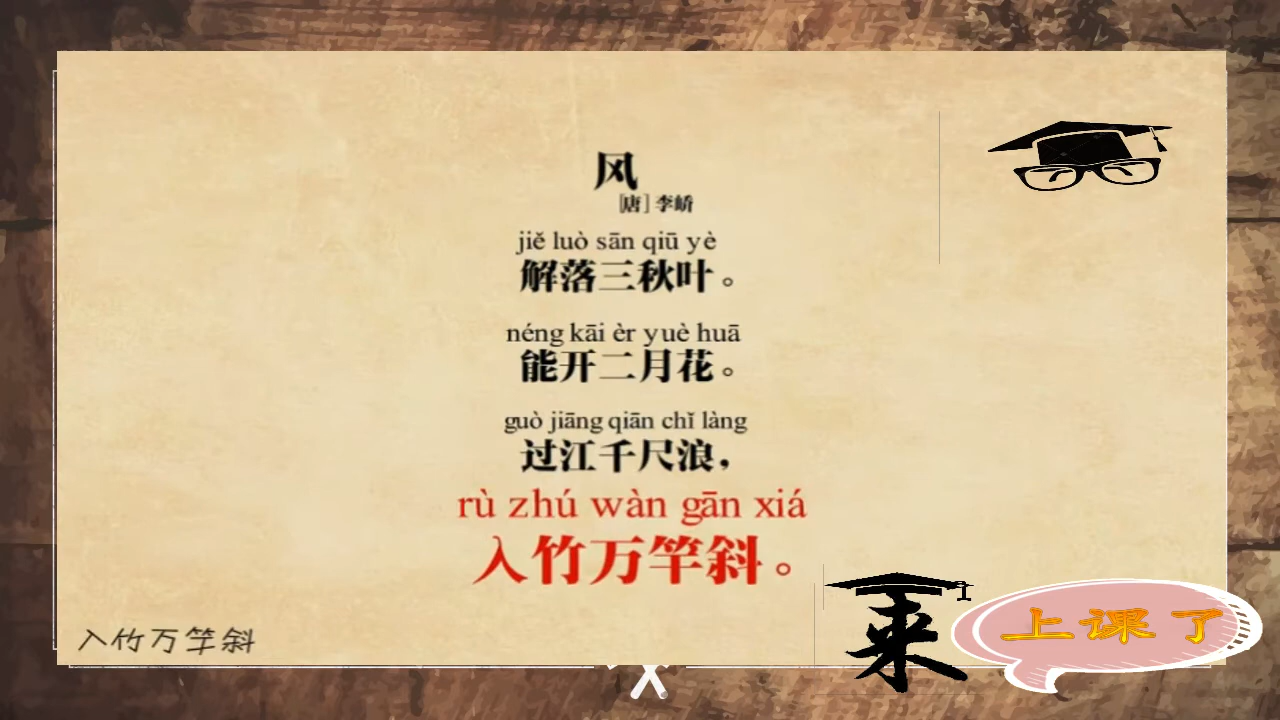 风
[唐] 李峤
jiě luò sān qiū yè
解落三秋叶。
néng kāi èr yuè huā
能开二月花。
guò jiāng qiān chǐ làng
过江千尺浪，
rù zhú wàn gān xiá
入竹万竿斜。
入竹万竿斜
来
上课了